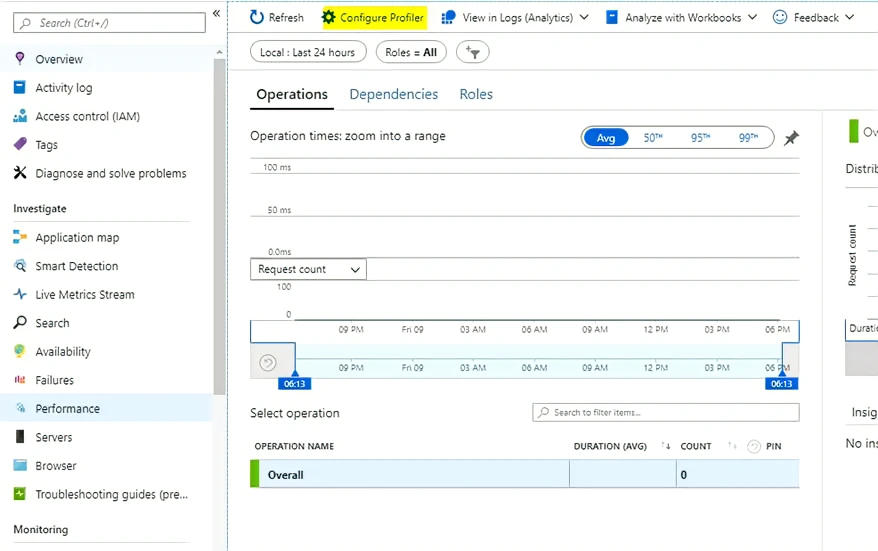 Search (Ctrl+/)
«
Overview
Activity log
Access control (IAM)
Tags
Diagnose and solve problems
Investigate
Application map
Smart Detection
Live Metrics Stream
Search
Availability
Failures
Performance
Servers
Browser
Troubleshooting guides (pre...
Monitoring
Refresh Configure Profiler View in Logs (Analytics) Analyze with Workbooks Feedback
Local : Last 24 hours Roles = All
Operations Dependencies Roles
Operation times: zoom into a range Avg 50TH 95TH 99TH
100 ms
50 ms
0.0ms
Request count
100
0
09 PM Fri 09 03 AM 06 AM 09 AM 12 PM 03 PM 06 PM
09 PM Fri 09 03 AM 06 AM 09 AM 12 PM 03 PM 06 PM
06:13 06:13
Select operation Search to filter items...
OPERATION NAME DURATION (AVG) COUNT PIN
Overall 0
Ov
Distrib
Request count
Duratio
Insig
No ins